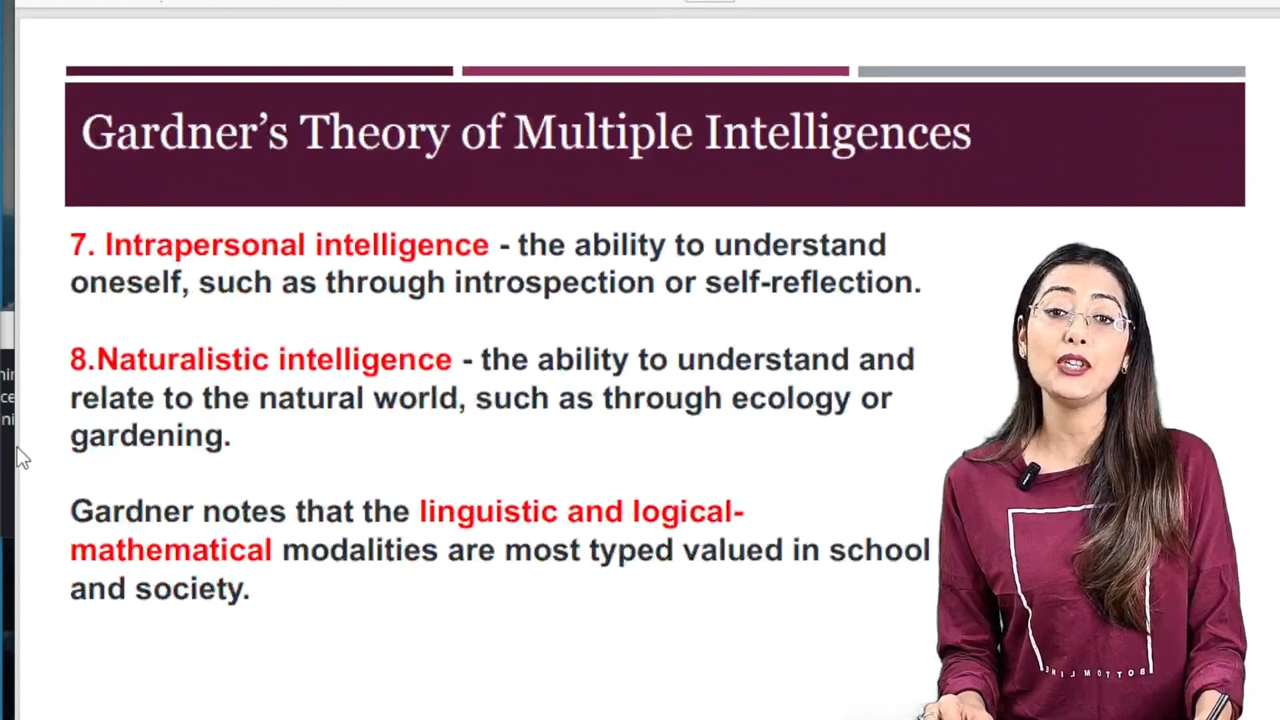 Gardner’s Theory of Multiple Intelligences
7. Intrapersonal intelligence - the ability to understand
oneself, such as through introspection or self-reflection.
8.Naturalistic intelligence - the ability to understand and
relate to the natural world, such as through ecology or
gardening.
Gardner notes that the linguistic and logical-
mathematical modalities are most typed valued in school
and society.
BOTTOM LINE